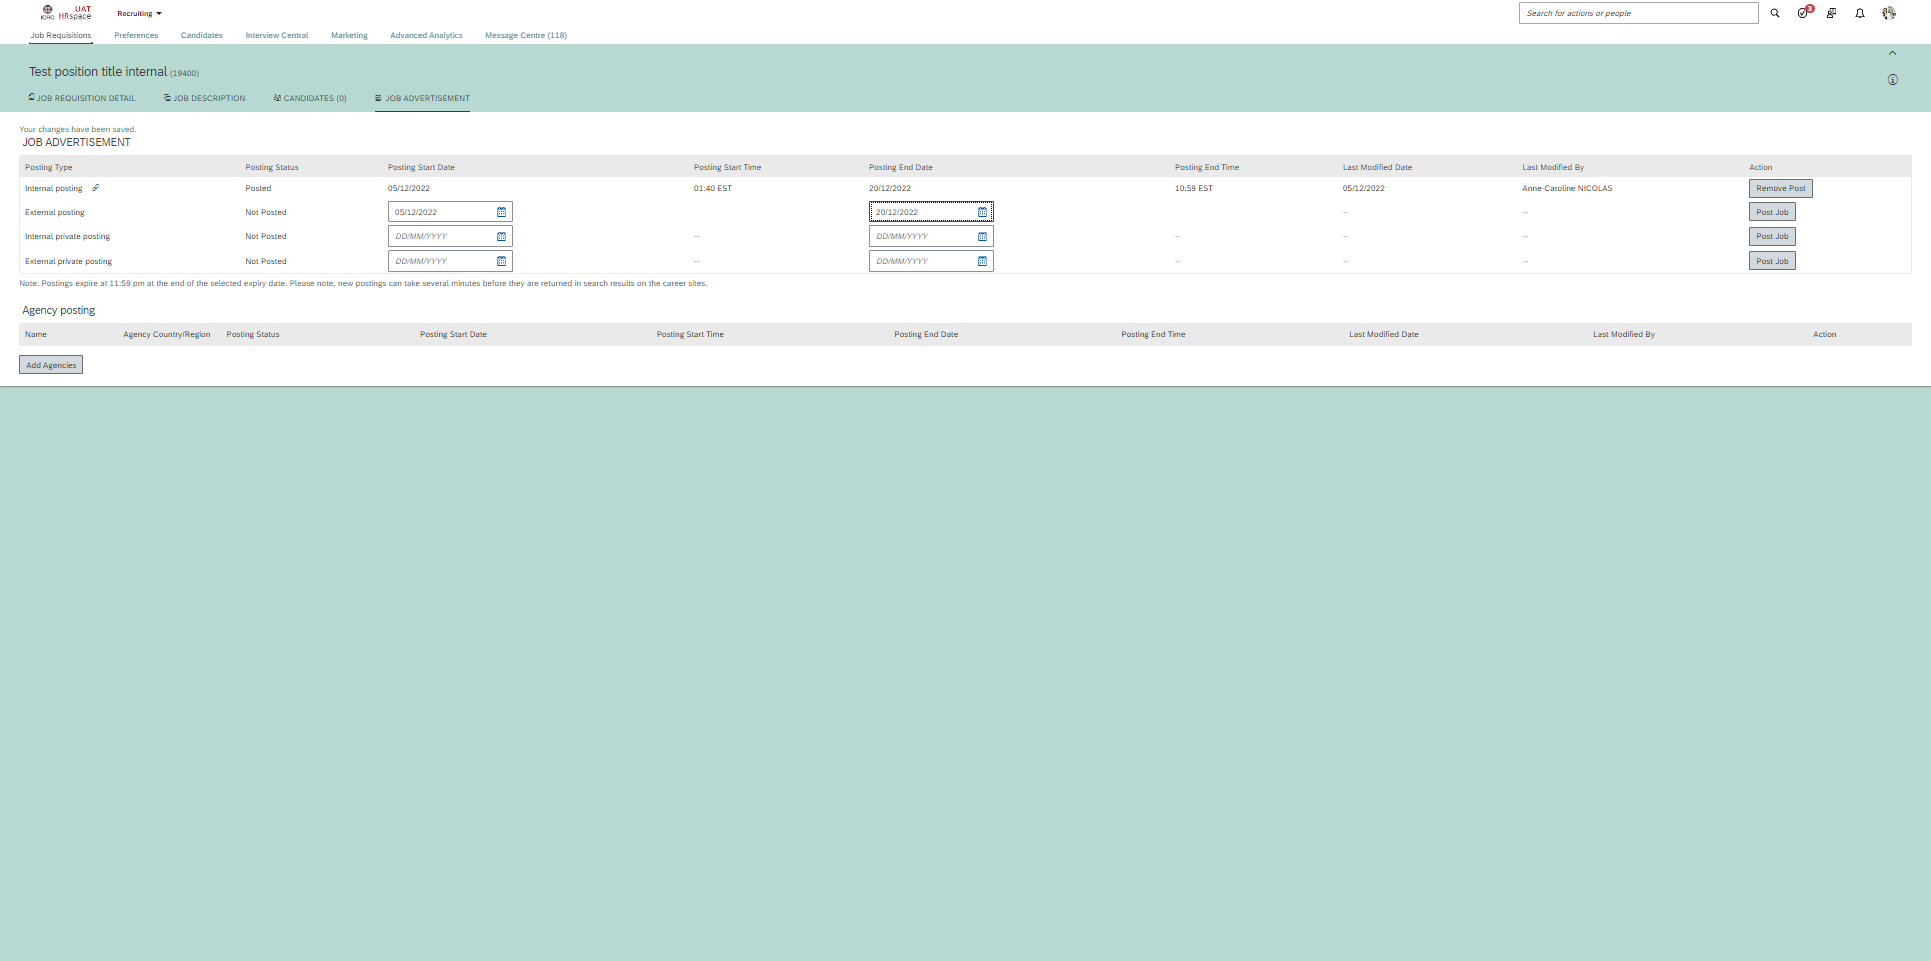 ICRC
UAT
HRspace
Recruiting
Search for actions or people
3
Job Requisitions Preferences Candidates Interview Central Marketing Advanced Analytics Message Centre (118)
Test position title internal (19400)
JOB REQUISITION DETAIL JOB DESCRIPTION CANDIDATES (0) JOB ADVERTISEMENT
Your changes have been saved.
JOB ADVERTISEMENT
Posting Type Posting Status Posting Start Date Posting Start Time Posting End Date Posting End Time Last Modified Date Last Modified By Action
Internal posting Posted 05/12/2022 01:40 EST 20/12/2022 10:59 EST 05/12/2022 Anne-Caroline NICOLAS Remove Post
External posting Not Posted 05/12/2022 20/12/2022 -- -- Post Job
Internal private posting Not Posted DD/MM/YYYY -- DD/MM/YYYY -- -- -- Post Job
External private posting Not Posted DD/MM/YYYY -- DD/MM/YYYY -- -- -- Post Job
Note: Postings expire at 11:59 pm at the end of the selected expiry date. Please note, new postings can take several minutes before they are returned in search results on the career sites.
Agency posting
Name Agency Country/Region Posting Status Posting Start Date Posting Start Time Posting End Date Posting End Time Last Modified Date Last Modified By Action
Add Agencies